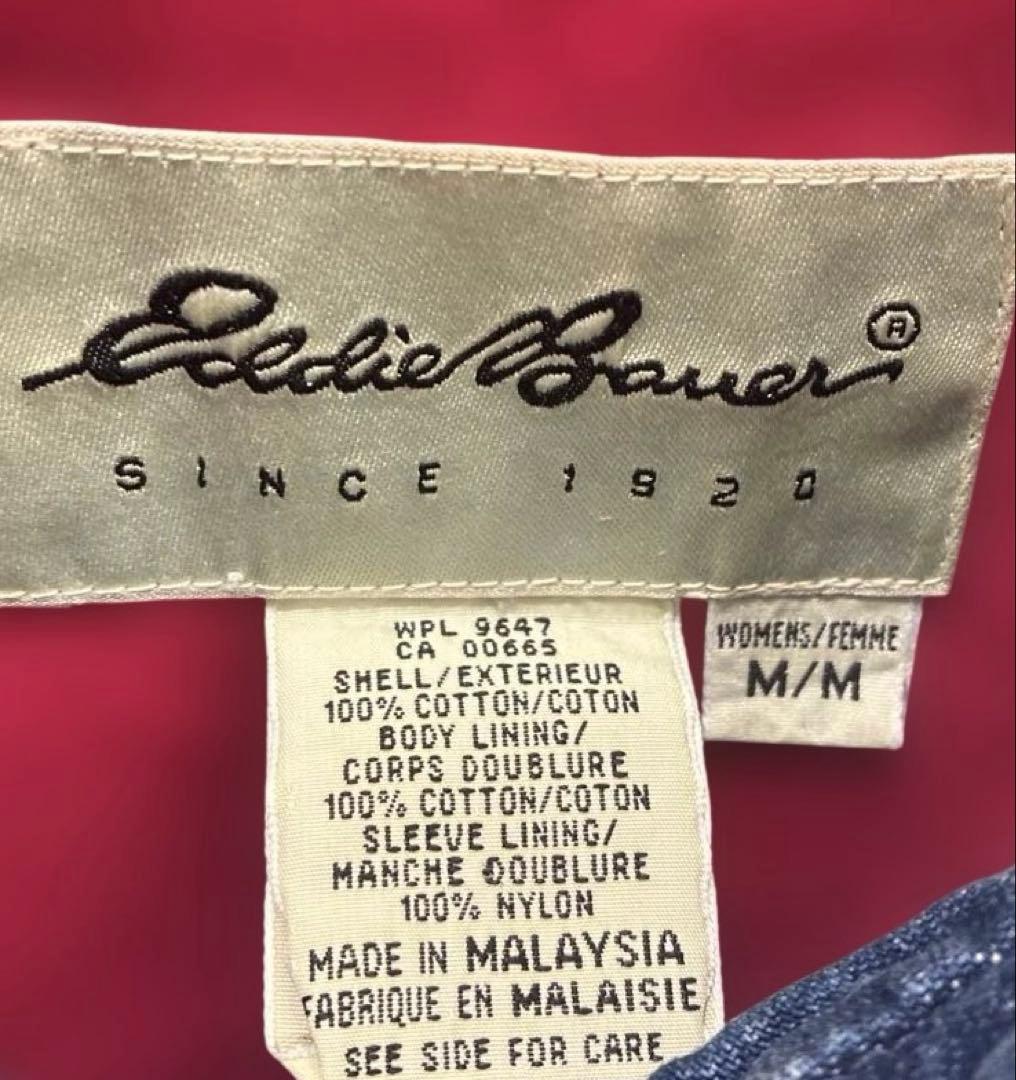 Eddie Bauer ®
SINCE 1920
WPL 9647
CA 00665
SHELL/EXTERIEUR
100% COTTON/COTON
BODY LINING/
CORPS DOUBLURE
100% COTTON/COTON
SLEEVE LINING/
MANCHE DOUBLURE
100% NYLON
MADE IN MALAYSIA
FABRIQUE EN MALAISIE
SEE SIDE FOR CARE
WOMENS/FEMME
M/M